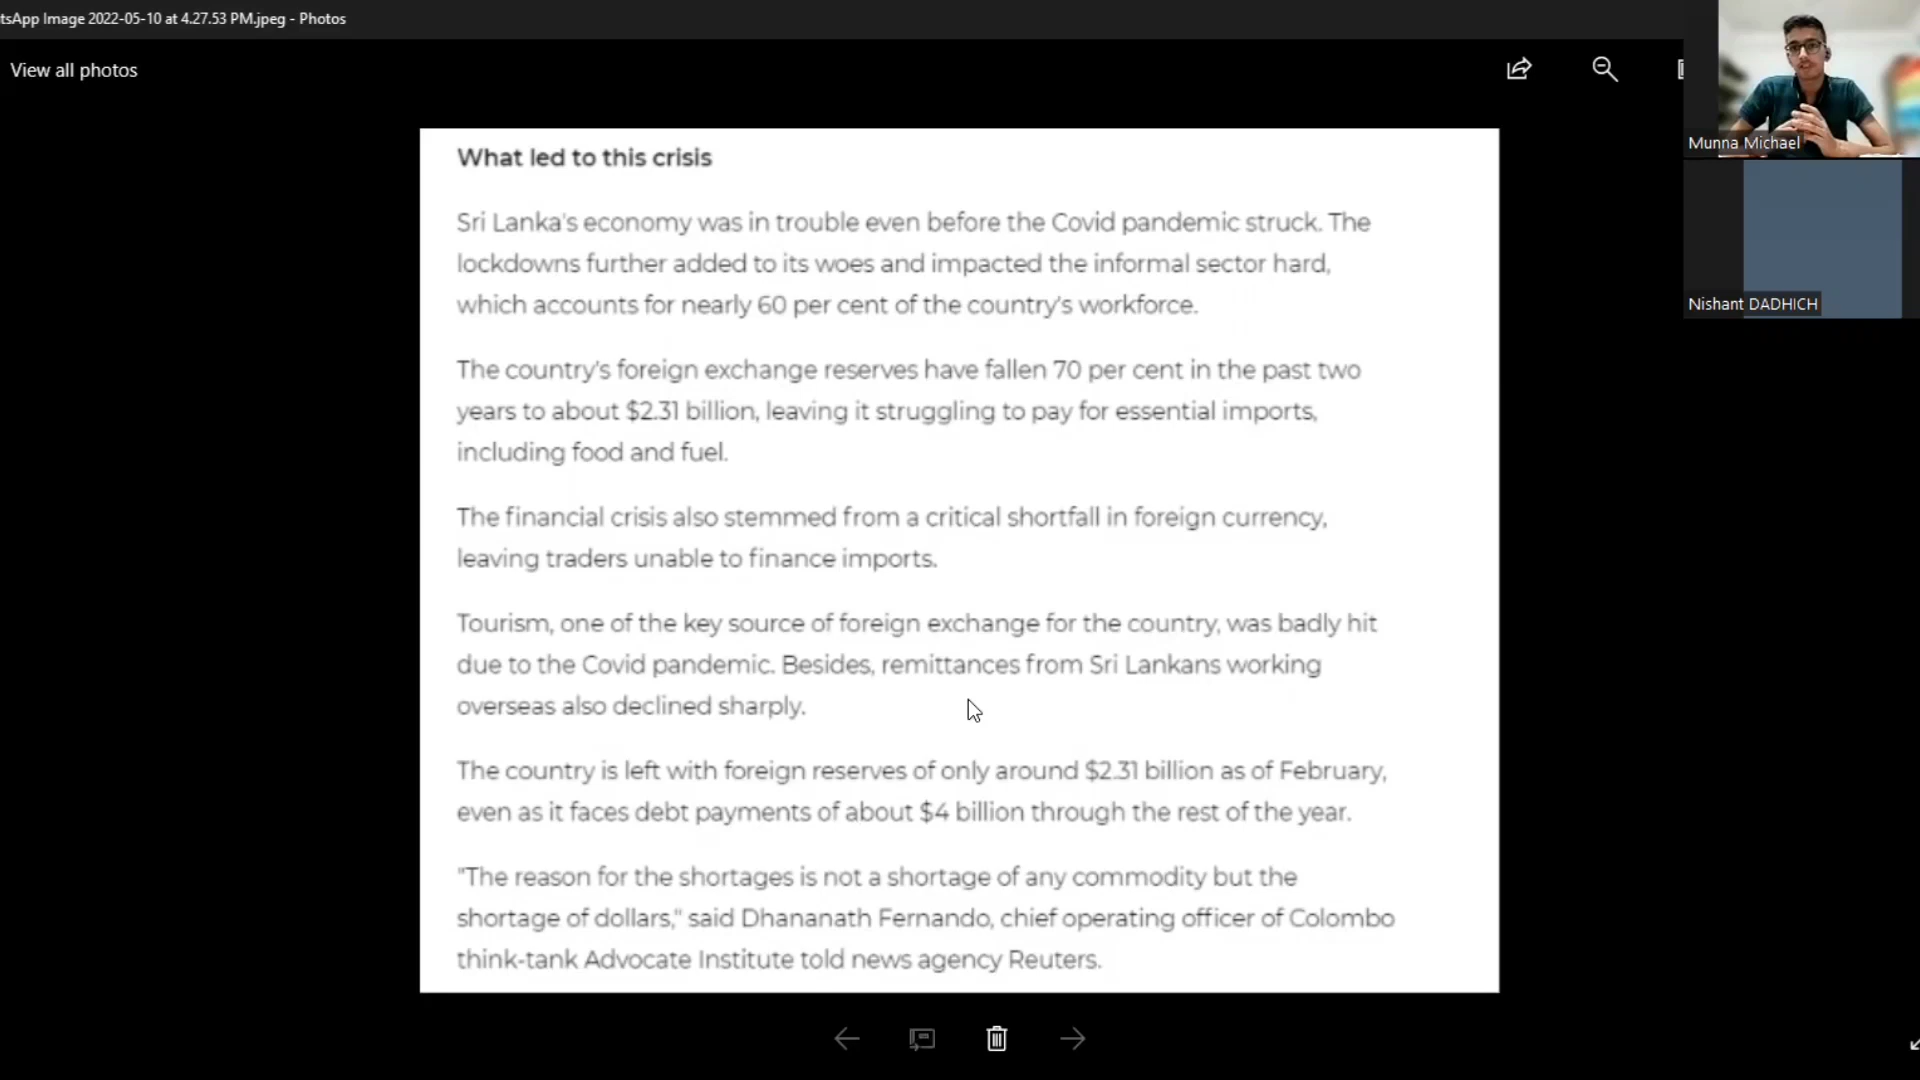 tsApp Image 2022-05-10 at 4.27.53 PM.jpeg - Photos
View all photos
Munna Michael
Nishant DADHICH
What led to this crisis
Sri Lanka's economy was in trouble even before the Covid pandemic struck. The
lockdowns further added to its woes and impacted the informal sector hard,
which accounts for nearly 60 per cent of the country's workforce.
The country's foreign exchange reserves have fallen 70 per cent in the past two
years to about $2.31 billion, leaving it struggling to pay for essential imports,
including food and fuel.
The financial crisis also stemmed from a critical shortfall in foreign currency,
leaving traders unable to finance imports.
Tourism, one of the key source of foreign exchange for the country, was badly hit
due to the Covid pandemic. Besides, remittances from Sri Lankans working
overseas also declined sharply.
The country is left with foreign reserves of only around $2.31 billion as of February,
even as it faces debt payments of about $4 billion through the rest of the year.
"The reason for the shortages is not a shortage of any commodity but the
shortage of dollars," said Dhananath Fernando, chief operating officer of Colombo
think-tank Advocate Institute told news agency Reuters.